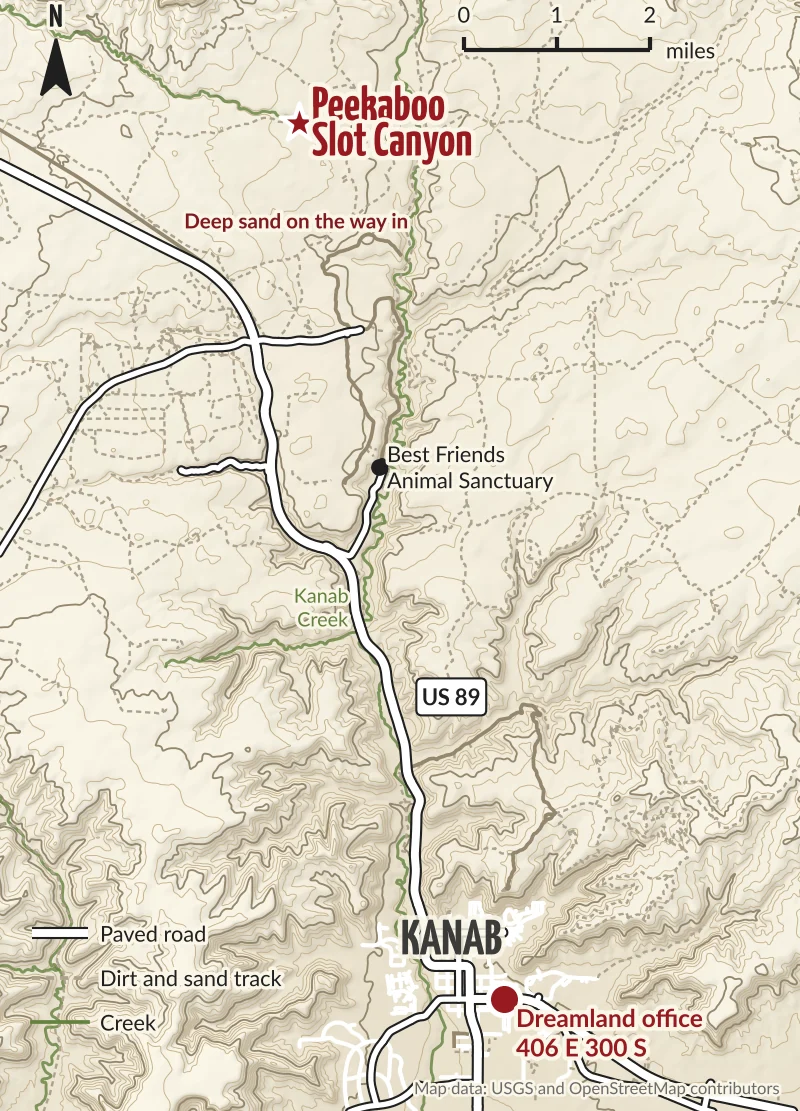 N
0 1 2
miles
Peekaboo
Slot Canyon
Deep sand on the way in
Best Friends
Animal Sanctuary
Kanab
Creek
US 89
KANAB
Paved road
Dirt and sand track
Creek
Dreamland office
406 E 300 S
Map data: USGS and OpenStreetMap contributors